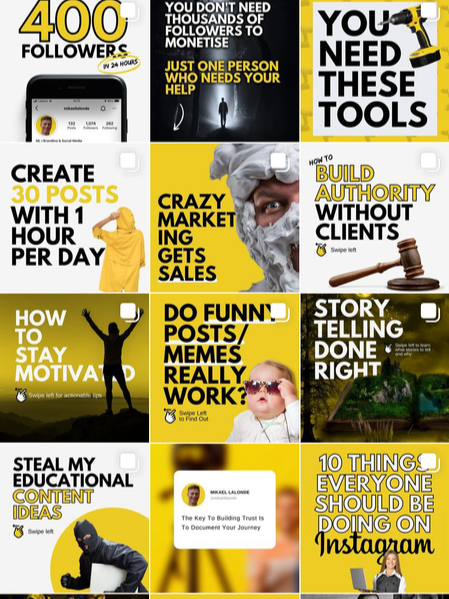 400
FOLLOWERS
IN 24 HOURS
mikaellalonde
132
1,074
262
Posts
Followers
Following
YOU DON'T NEED
THOUSANDS OF
FOLLOWERS TO
MONETISE
JUST ONE PERSON
WHO NEEDS YOUR
HELP
YOU
NEED
THESE
TOOLS
CREATE
30 POSTS
WITH 1
HOUR
PER DAY
CRAZY
MARKET
ING
GETS
SALES
HOW TO
BUILD
AUTHORITY
WITHOUT
CLIENTS
Swipe left
HOW
TO
STAY
MOTIVATED
Swipe left for actionable tips
DO FUNNY
POSTS/
MEMES
REALLY
WORK?
Swipe Left
to Find Out
STORY
TELLING
DONE
RIGHT
Swipe left to learn
what stories to tell
and why
STEAL MY
EDUCATIONAL
CONTENT
IDEAS
Swipe left
MIKAEL LALONDE
@mikaellalonde
The Key To Building Trust Is
To Document Your Journey
10 THINGS
EVERYONE
SHOULD BE
DOING ON
Instagram